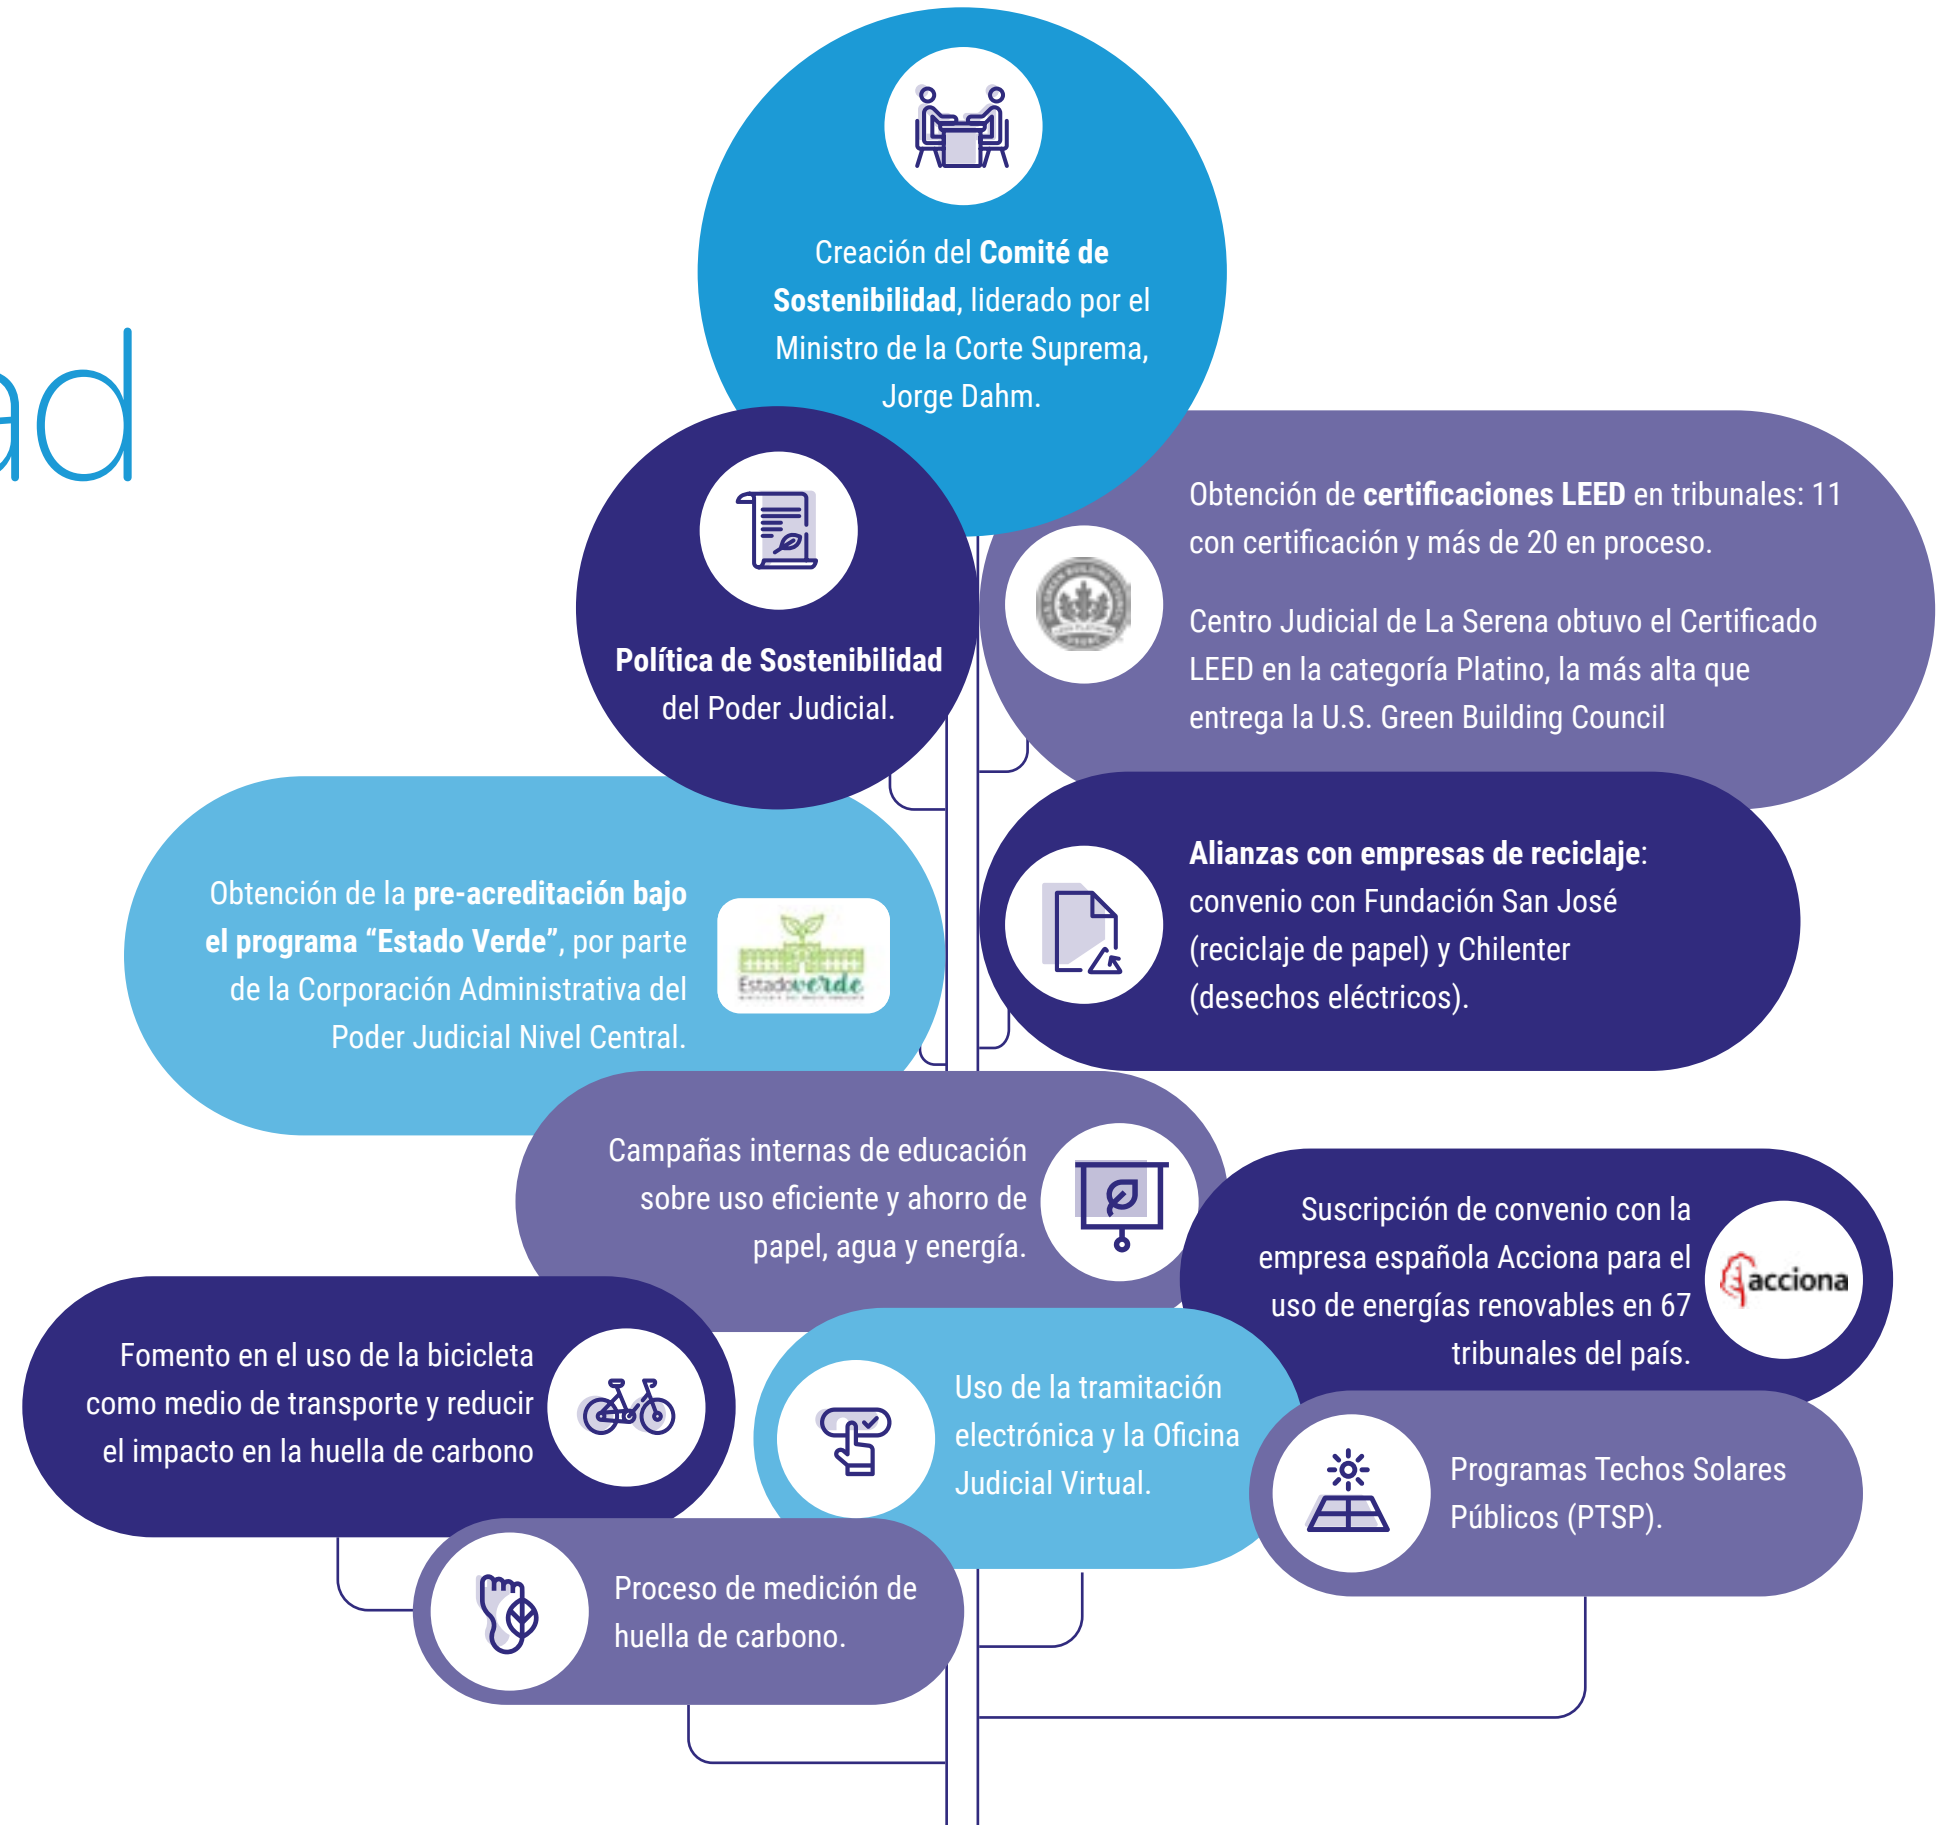 ad
Creación del Comité de
Sostenibilidad, liderado por el
Ministro de la Corte Suprema,
Jorge Dahm.
Política de Sostenibilidad
del Poder Judicial.
Obtención de certificaciones LEED en tribunales: 11
con certificación y más de 20 en proceso.
Centro Judicial de La Serena obtuvo el Certificado
LEED en la categoría Platino, la más alta que
entrega la U.S. Green Building Council
Obtención de la pre-acreditación bajo
el programa “Estado Verde”, por parte
de la Corporación Administrativa del
Poder Judicial Nivel Central.
Estadoverde
Alianzas con empresas de reciclaje:
convenio con Fundación San José
(reciclaje de papel) y Chilenter
(desechos eléctricos).
Campañas internas de educación
sobre uso eficiente y ahorro de
papel, agua y energía.
Suscripción de convenio con la
empresa española Acciona para el
uso de energías renovables en 67
tribunales del país.
acciona
Fomento en el uso de la bicicleta
como medio de transporte y reducir
el impacto en la huella de carbono
Uso de la tramitación
electrónica y la Oficina
Judicial Virtual.
Programas Techos Solares
Públicos (PTSP).
Proceso de medición de
huella de carbono.